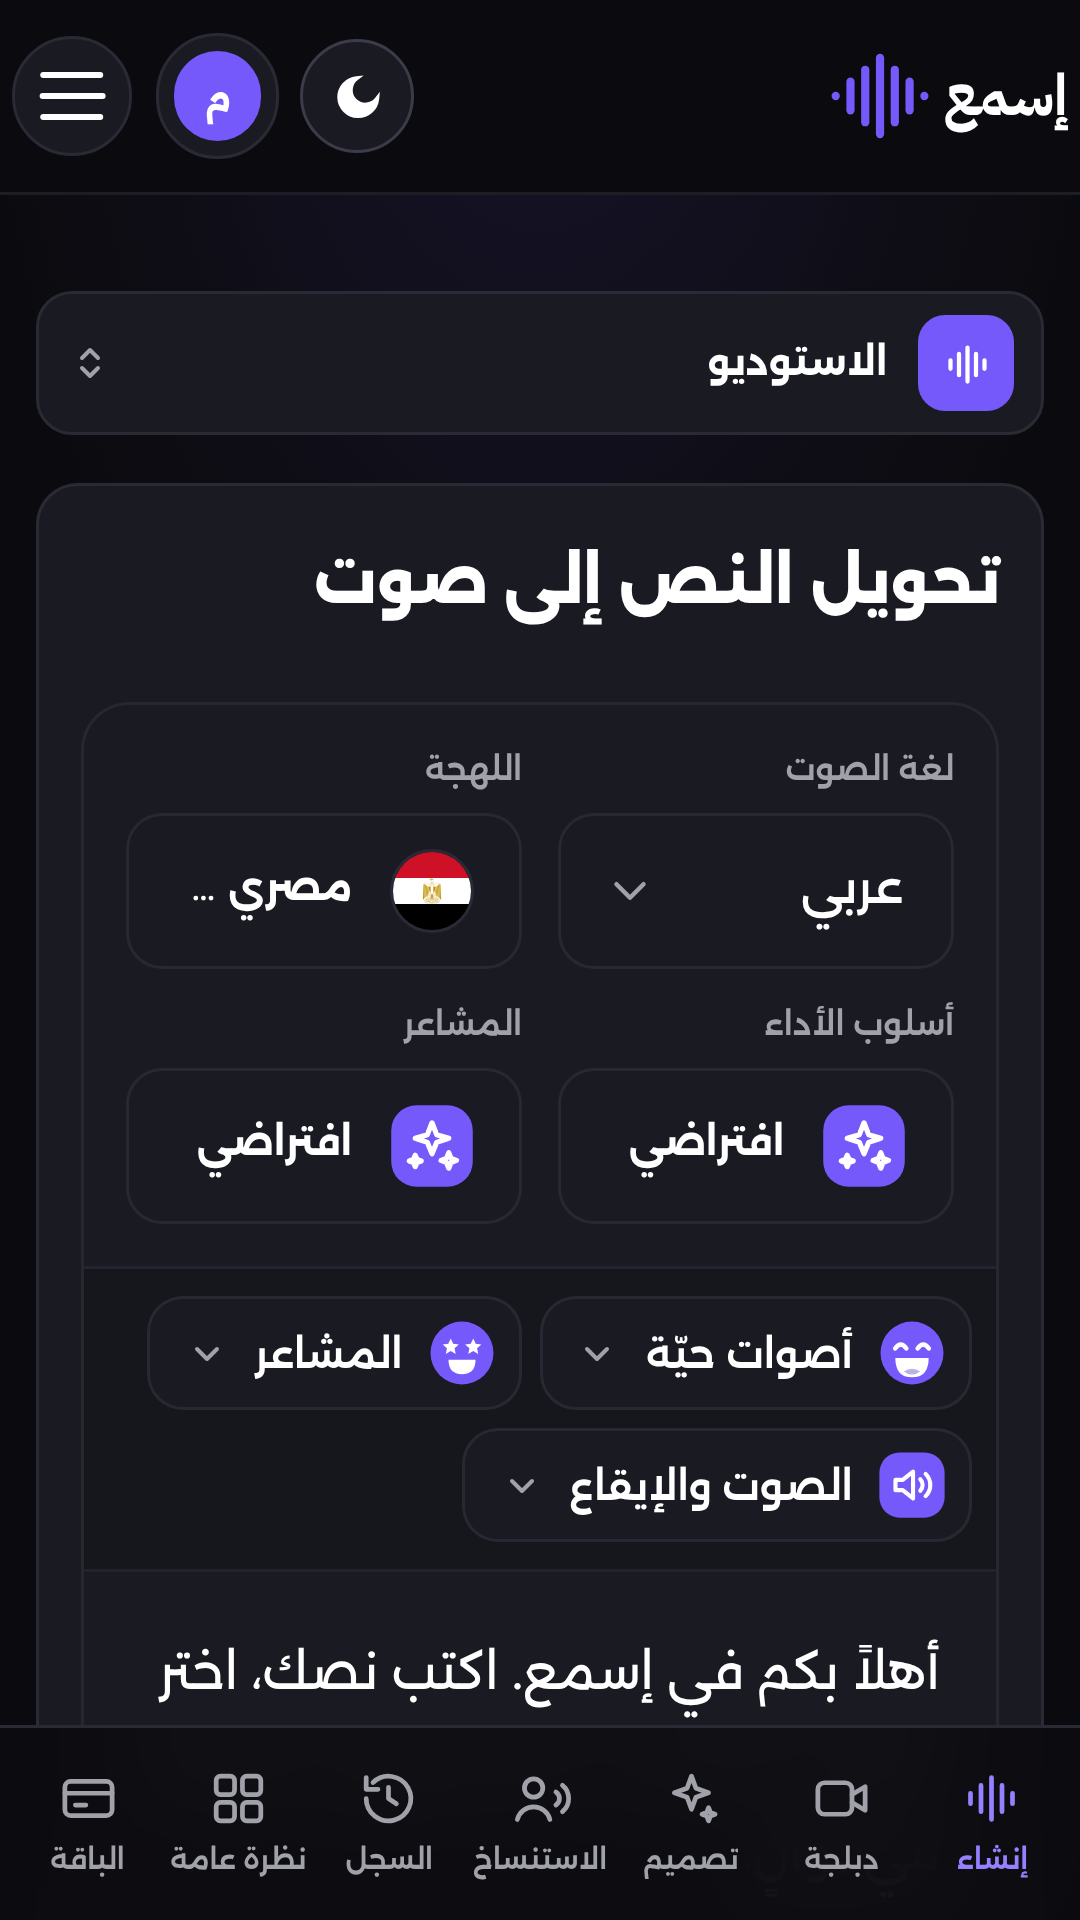 إسمع
م
الاستوديو
تحويل النص إلى صوت
لغة الصوت
اللهجة
عربي
مصري ...
أسلوب الأداء
المشاعر
افتراضي
افتراضي
أصوات حيّة
المشاعر
الصوت والإيقاع
أهلاً بكم في إسمع. اكتب نصك، اختر
إنشاء
دبلجة
تصميم
الاستنساخ
السجل
نظرة عامة
الباقة